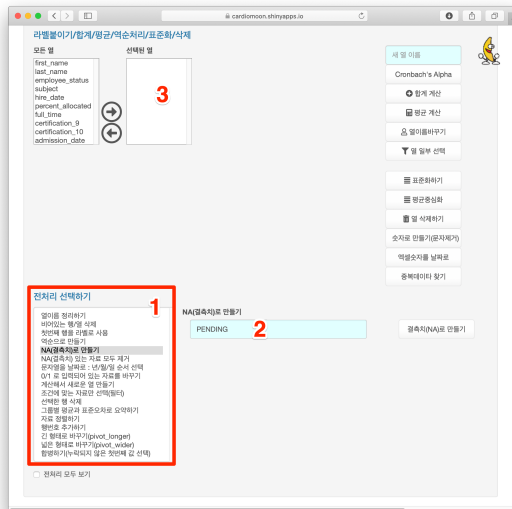 cardiomoon.shinyapps.io
라벨붙이기/합계/평균/역순처리/표준화/삭제
모든 열
선택된 열
first_name
last_name
employee_status
subject
hire_date
percent_allocated
full_time
certification_9
certification_10
admission_date
3
새 열 이름
Cronbach's Alpha
합계 계산
평균 계산
열이름바꾸기
열 일부 선택
표준화하기
평균중심화
열 삭제하기
숫자로 만들기(문자제거)
엑셀숫자를 날짜로
중복데이타 찾기
전처리 선택하기
1
열이름 정리하기
비어있는 행/열 삭제
첫번째 행를 라벨로 사용
역순으로 만들기
NA(결측치)로 만들기
NA(결측치) 있는 자료 모두 제거
문자열을 날짜로 : 년/월/일 순서 선택
0/1 로 입력되어 있는 자료를 바꾸기
계산해서 새로운 열 만들기
조건에 맞는 자료만 선택(필터)
선택한 행 삭제
그룹별 평균과 표준오차로 요약하기
자료 정렬하기
행번호 추가하기
긴 형태로 바꾸기(pivot_longer)
넓은 형태로 바꾸기(pivot_wider)
합병하기(누락되지 않은 첫번째 값 선택)
NA(결측치)로 만들기
PENDING
2
결측치(NA)로 만들기
전처리 모두 보기